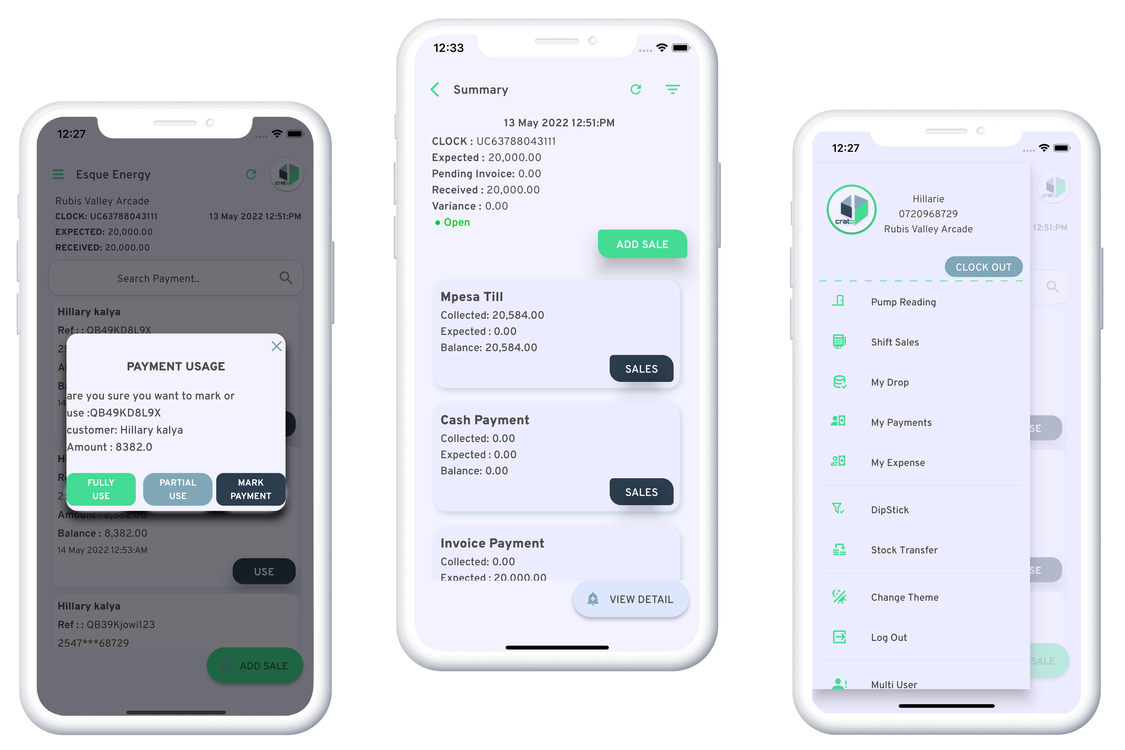 12:27
Esque Energy
Rubis Valley Arcade
CLOCK: UC63788043111
13 May 2022 12:51:PM
EXPECTED: 20,000.00
RECEIVED: 20,000.00
Search Payment..
Hillary kalya
Ref : : QB49KD8L9X
PAYMENT USAGE
are you sure you want to mark or
use :QB49KD8L9X
customer: Hillary kalya
Amount : 8382.0
FULLY
USE
PARTIAL
USE
MARK
PAYMENT
Amount : 8,382.00
Balance : 8,382.00
14 May 2022 12:53:AM
USE
Hillary kalya
Ref : : QB39Kjowi123
2547***68729
ADD SALE
12:33
Summary
13 May 2022 12:51:PM
CLOCK : UC63788043111
Expected : 20,000.00
Pending Invoice: 0.00
Received : 20,000.00
Variance : 0.00
Open
ADD SALE
Mpesa Till
Collected: 20,584.00
Expected : 0.00
Balance: 20,584.00
SALES
Cash Payment
Collected: 0.00
Expected : 0.00
Balance: 0.00
SALES
Invoice Payment
Collected: 0.00
Expected : 20,000.00
VIEW DETAIL
12:27
Hillarie
0720968729
Rubis Valley Arcade
12:51:PM
CLOCK OUT
Pump Reading
Shift Sales
My Drop
My Payments
SE
My Expense
DipStick
Stock Transfer
SE
Change Theme
Log Out
SALE
Multi User